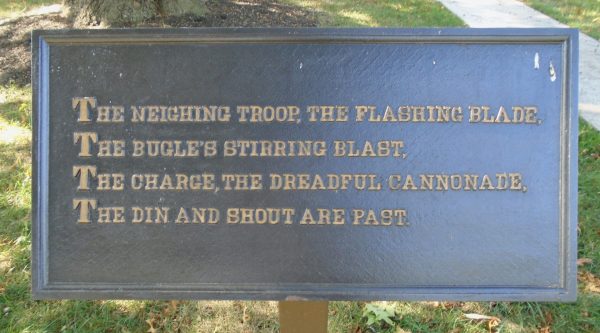 THE NEIGHING TROOP, THE FLASHING BLADE,
THE BUGLE'S STIRRING BLAST,
THE CHARGE, THE DREADFUL CANNONADE,
THE DIN AND SHOUT ARE PAST.